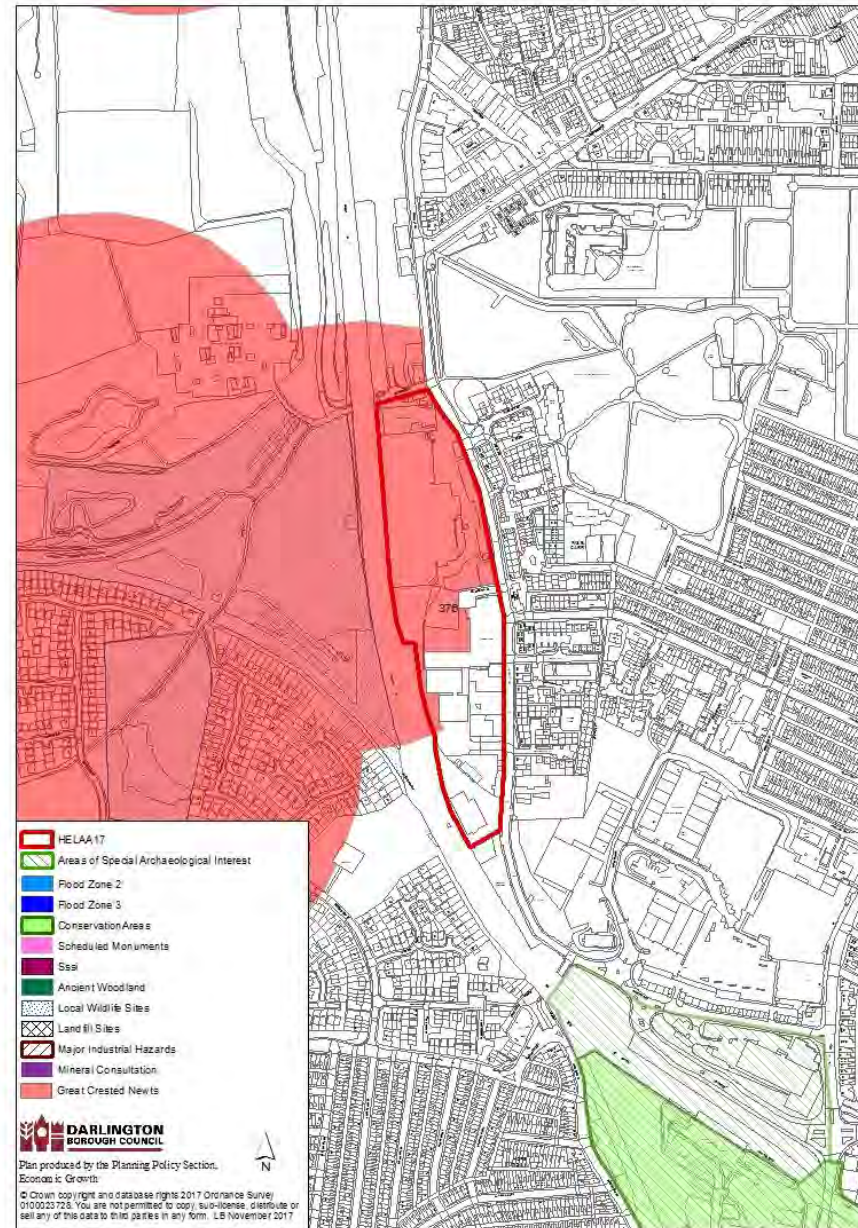 378
HELAA17
Areas of Special Archaeological Interest
Flood Zone 2
Flood Zone 3
Conservation Areas
Scheduled Monuments
Sssi
Ancient Woodland
Local Wildlife Sites
Landfill Sites
Major Industrial Hazards
Mineral Consultation
Great Crested Newts
DARLINGTON
BOROUGH COUNCIL
N
Plan produced by the Planning Policy Section,
Economic Growth
© Crown copyright and database rights 2017 Ordnance Survey
0100023728. You are not permitted to copy, sub-license, distribute or
sell any of this data to third parties in any form. LB November 2017